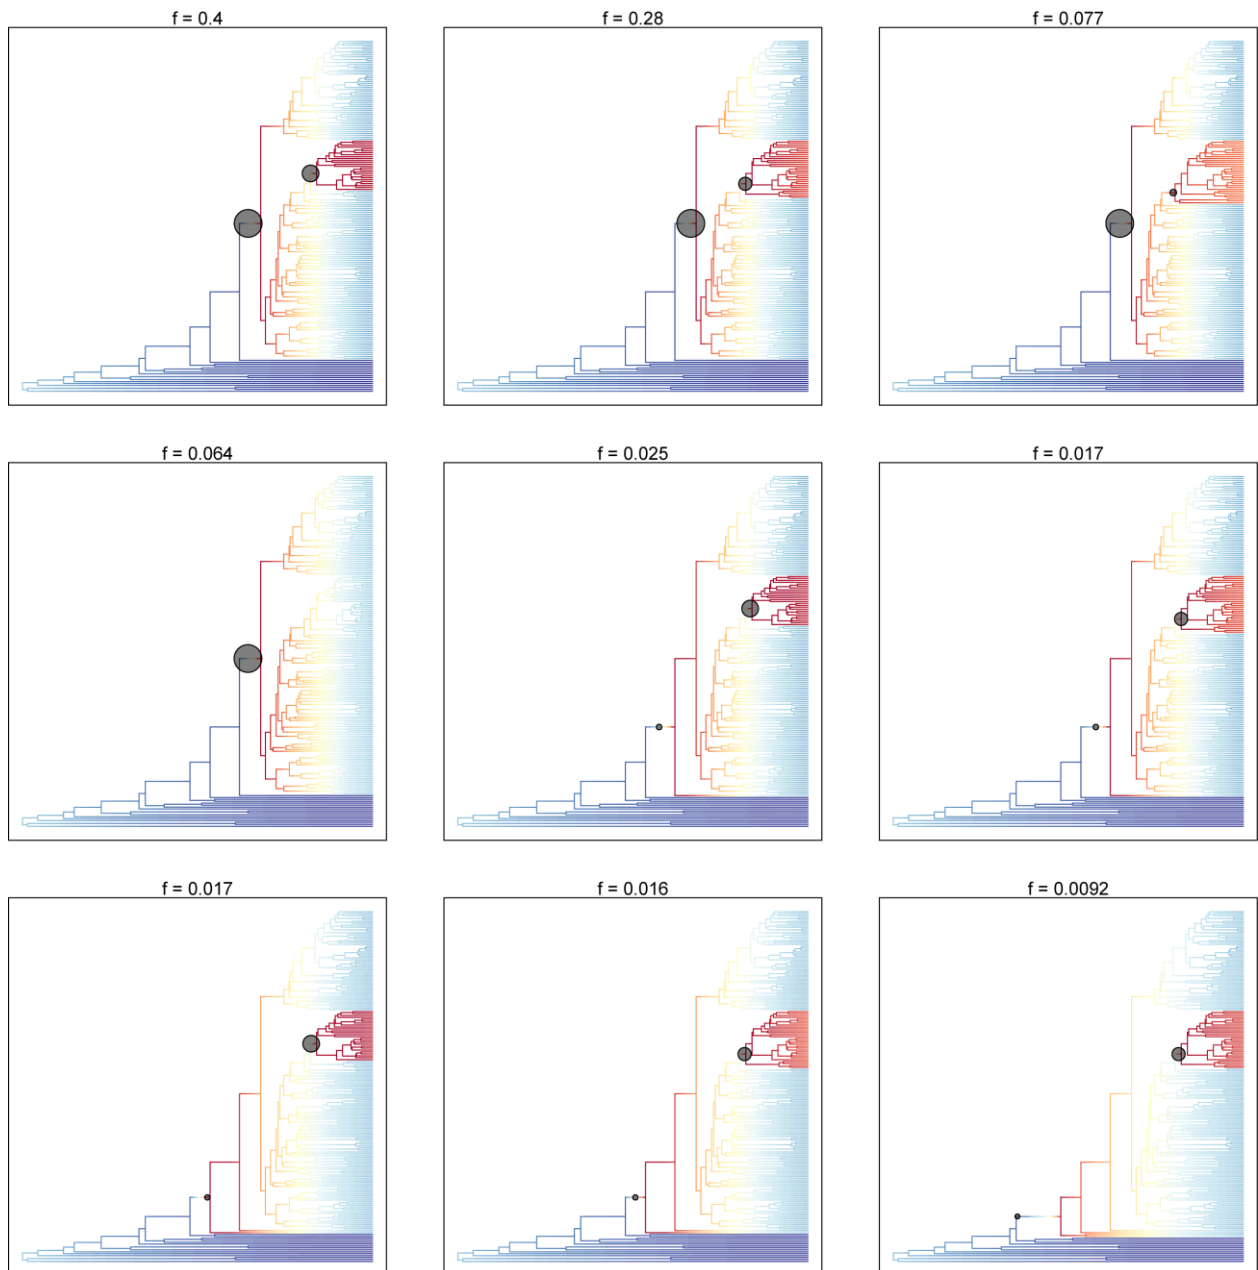 f = 0.4
f = 0.28
f = 0.077
f = 0.064
f = 0.025
f = 0.017
f = 0.017
f = 0.016
f = 0.0092